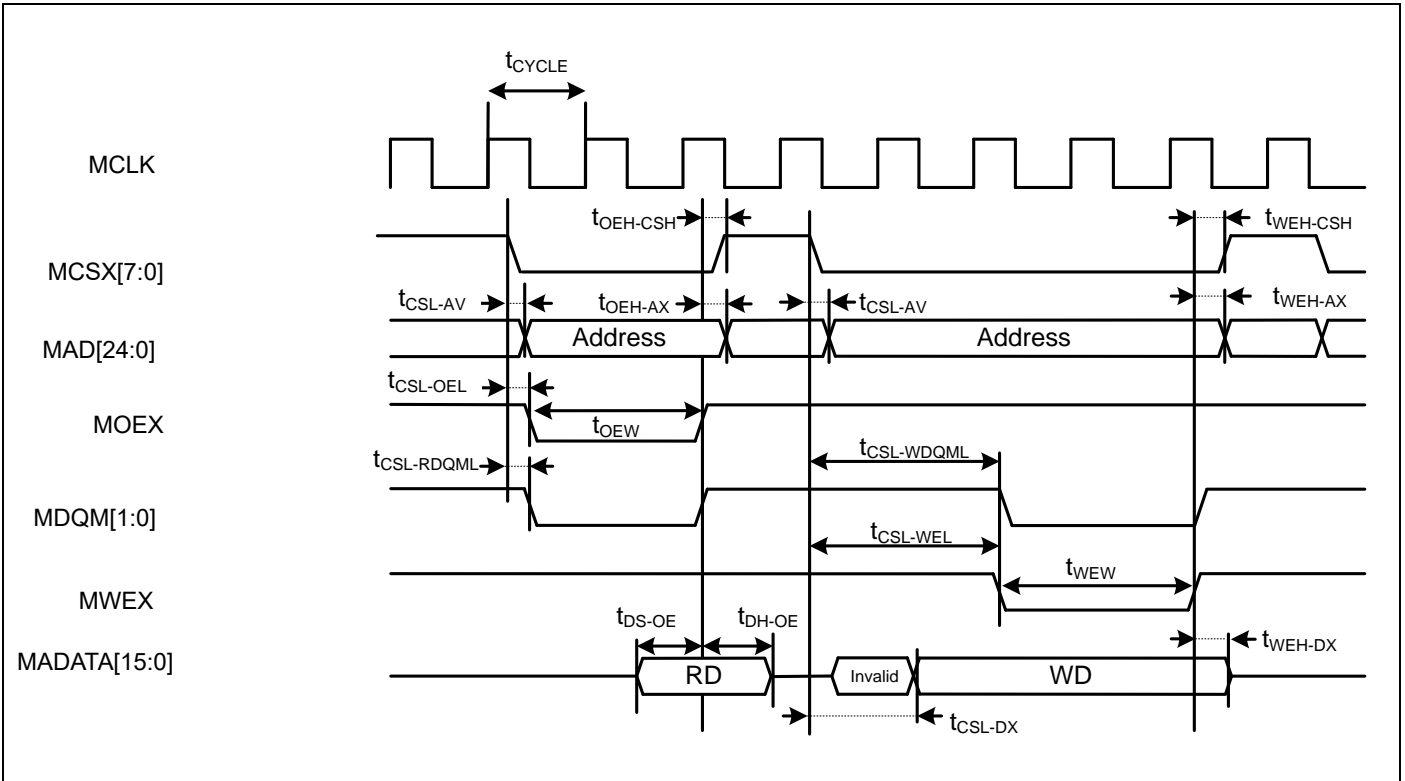 tCYCLE
MCLK
tOEH-CSH
tWEH-CSH
MCSX[7:0]
tCSL-AV
tOEH-AX
tCSL-AV
tWEH-AX
MAD[24:0]
Address
Address
tCSL-OEL
MOEX
tOEW
tCSL-RDQML
tCSL-WDQML
MDQM[1:0]
tCSL-WEL
MWEX
tWEW
tDS-OE
tDH-OE
tWEH-DX
MADATA[15:0]
RD
Invalid
WD
tCSL-DX